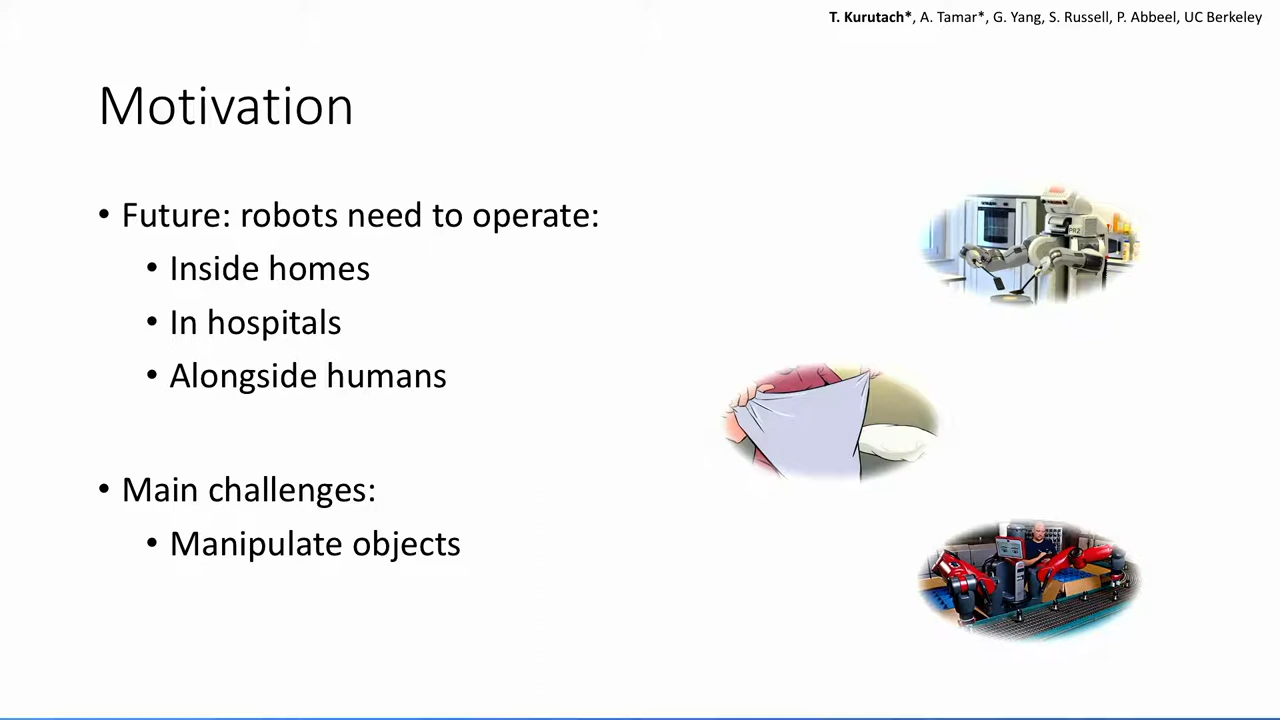 T. Kurutach*, A. Tamar*, G. Yang, S. Russell, P. Abbeel, UC Berkeley
Motivation
• Future: robots need to operate:
• Inside homes
• In hospitals
• Alongside humans
• Main challenges:
• Manipulate objects
PR2